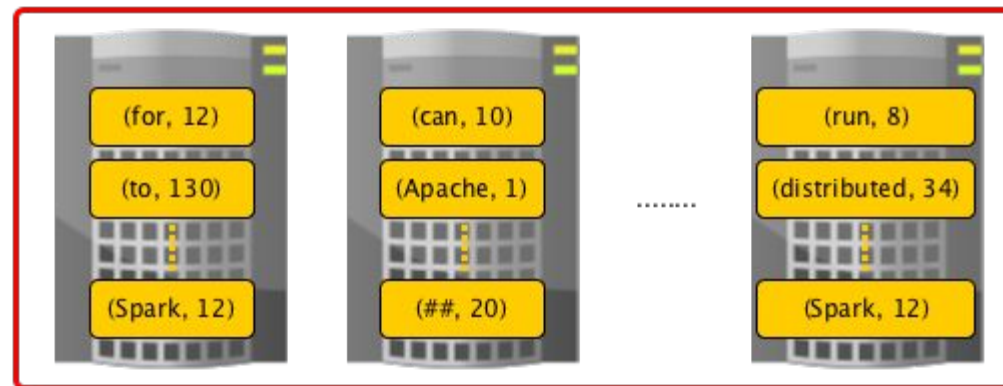 (for, 12)
(to, 130)
(Spark, 12)
(can, 10)
(Apache, 1)
(##, 20)
........
(run, 8)
(distributed, 34)
(Spark, 12)